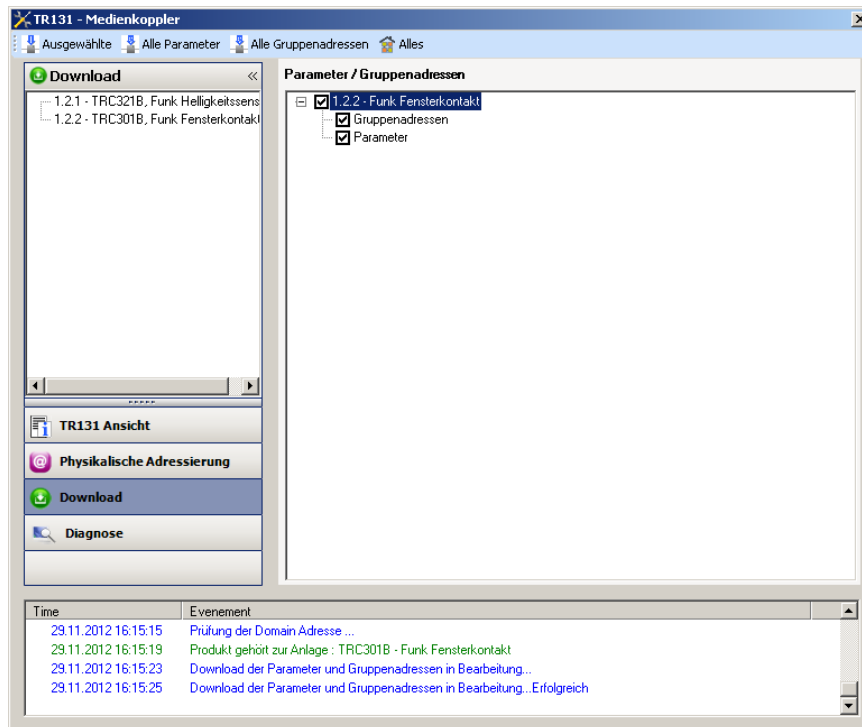 TR131 - Medienkoppler
Ausgewählte Alle Parameter Alle Gruppenadressen Alles
Download
1.2.1 - TRC321B, Funk Helligkeitssens
1.2.2 - TRC301B, Funk Fensterkontakt
TR131 Ansicht
Physikalische Adressierung
Download
Diagnose
Parameter / Gruppenadressen
1.2.2 - Funk Fensterkontakt
Gruppenadressen
Parameter
Time Evenement
29.11.2012 16:15:15 Prüfung der Domain Adresse ...
29.11.2012 16:15:19 Produkt gehört zur Anlage : TRC301B - Funk Fensterkontakt
29.11.2012 16:15:23 Download der Parameter und Gruppenadressen in Bearbeitung...
29.11.2012 16:15:25 Download der Parameter und Gruppenadressen in Bearbeitung...Erfolgreich